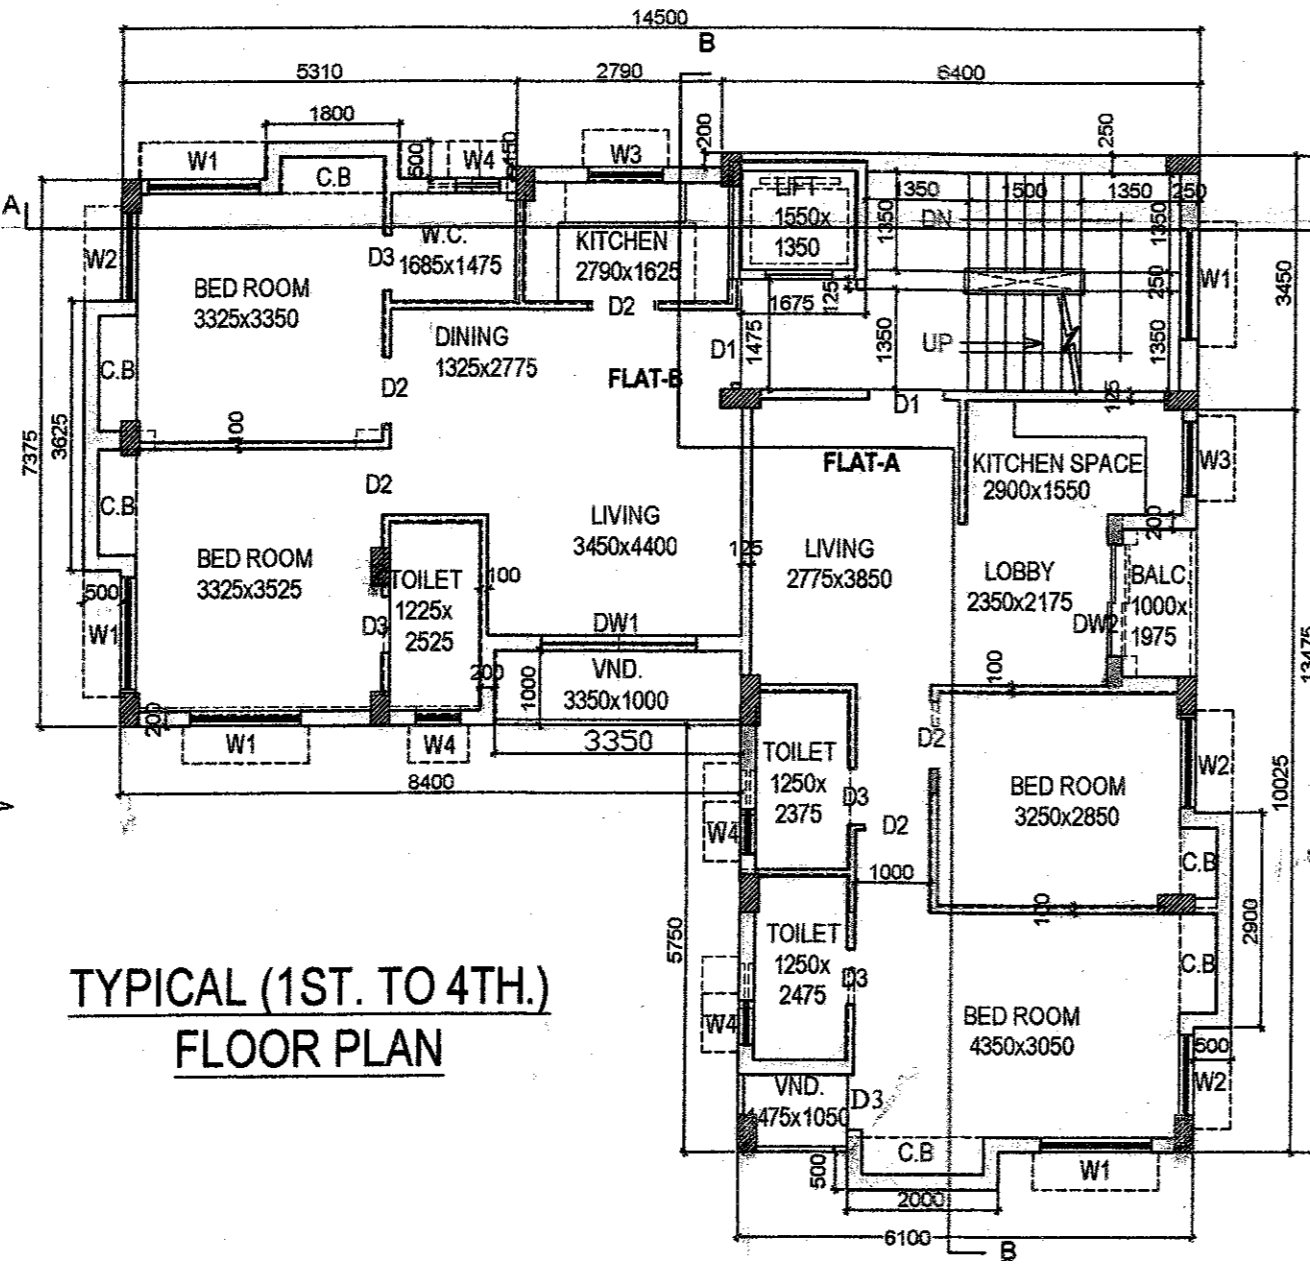 14500
B
5310
2790
6400
1800
200
250
500
450
W1
W4
W3
C.B
LIFT
1550x
1350
1350
1500
1350
250
A
DN
1350
1350
W2
D3
W.C.
1685x1475
KITCHEN
2790x1625
BED ROOM
3325x3350
D2
250
W1
3450
1675
125
DINING
1325x2775
D1
1475
1350
UP
1350
C.B
FLAT-B
D2
D1
125
7375
3625
100
FLAT-A
KITCHEN SPACE
2900x1550
W3
C.B
D2
200
LIVING
3450x4400
125
LIVING
2775x3850
BED ROOM
3325x3525
TOILET
1225x
2525
100
LOBBY
2350x2175
BALC.
1000x
1975
500
W1
D3
DW1
DW2
13475
200
1000
VND.
3350x1000
100
200
W1
W4
3350
TOILET
1250x
2375
D2
W2
8400
BED ROOM
3250x2850
10025
W4
D3
D2
1000
C.B
100
5750
2900
TOILET
1250x
2475
D3
C.B
TYPICAL (1ST. TO 4TH.)
FLOOR PLAN
W4
BED ROOM
4350x3050
500
W2
VND.
1475x1050
D3
C.B
500
W1
2000
6100
B